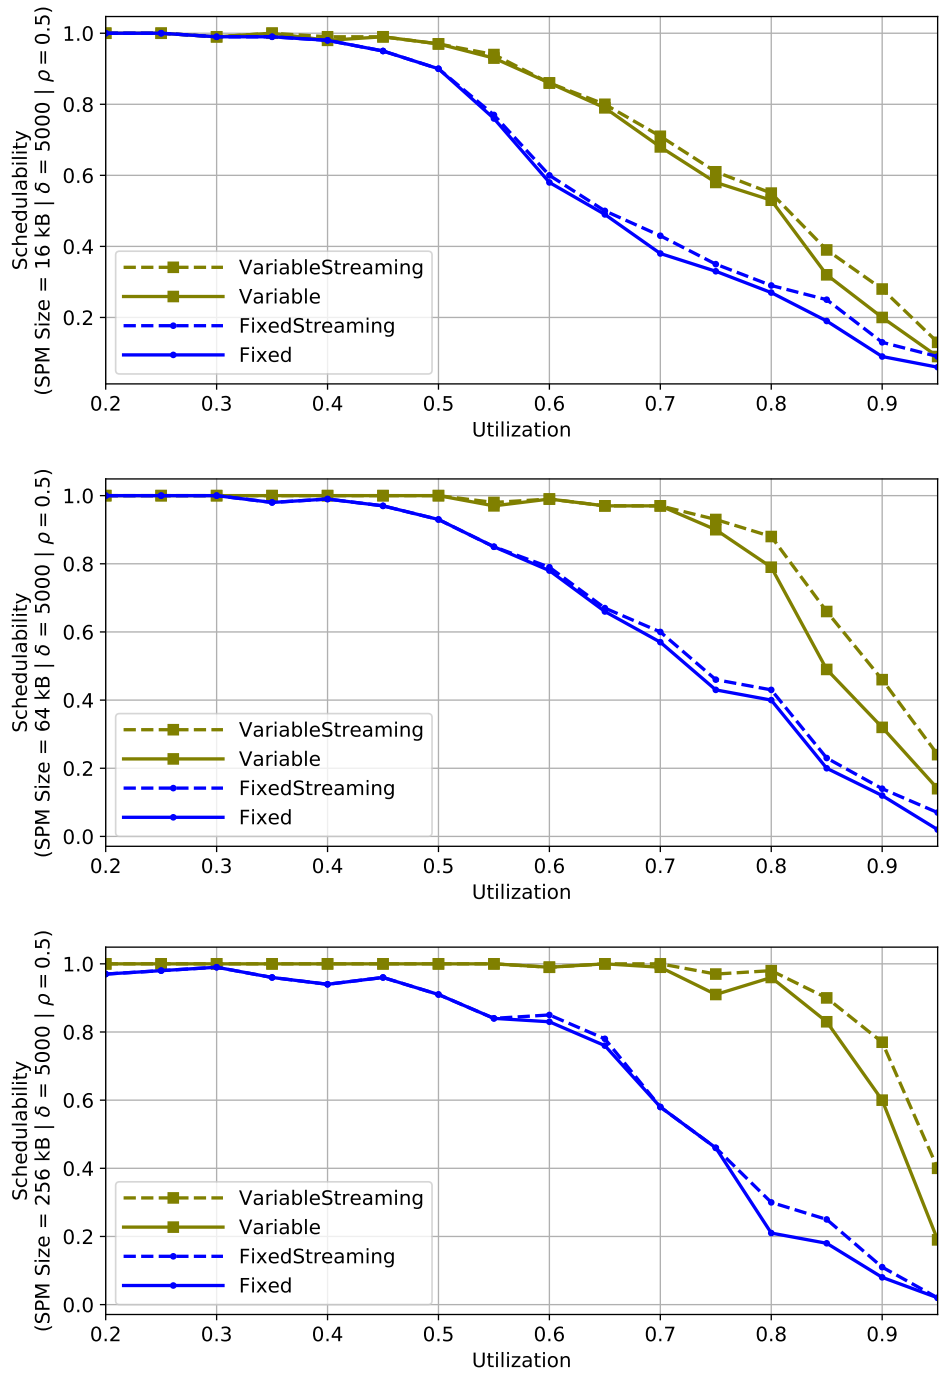 Schedulability
(SPM Size = 16 kB | δ = 5000 | ρ = 0.5)
1.0
0.8
0.6
0.4
0.2
VariableStreaming
Variable
FixedStreaming
Fixed
0.2 0.3 0.4 0.5 0.6 0.7 0.8 0.9
Utilization
Schedulability
(SPM Size = 64 kB | δ = 5000 | ρ = 0.5)
1.0
0.8
0.6
0.4
0.2
0.0
VariableStreaming
Variable
FixedStreaming
Fixed
0.2 0.3 0.4 0.5 0.6 0.7 0.8 0.9
Utilization
Schedulability
(SPM Size = 256 kB | δ = 5000 | ρ = 0.5)
1.0
0.8
0.6
0.4
0.2
0.0
VariableStreaming
Variable
FixedStreaming
Fixed
0.2 0.3 0.4 0.5 0.6 0.7 0.8 0.9
Utilization